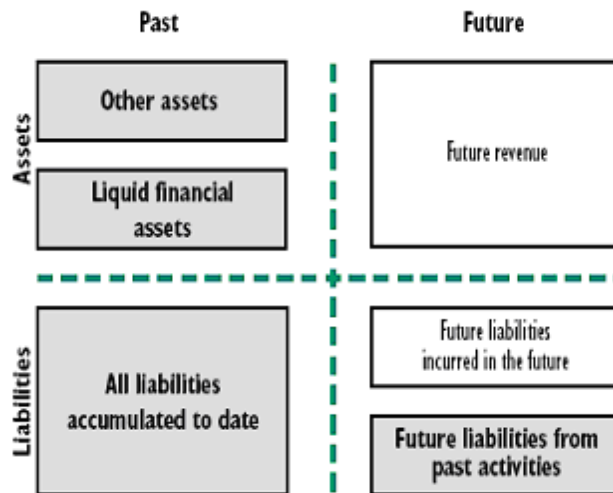 Past
Future
Assets
Other assets
Liquid financial
assets
Future revenue
Liabilities
All liabilities
accumulated to date
Future liabilities
incurred in the future
Future liabilities from
past activities